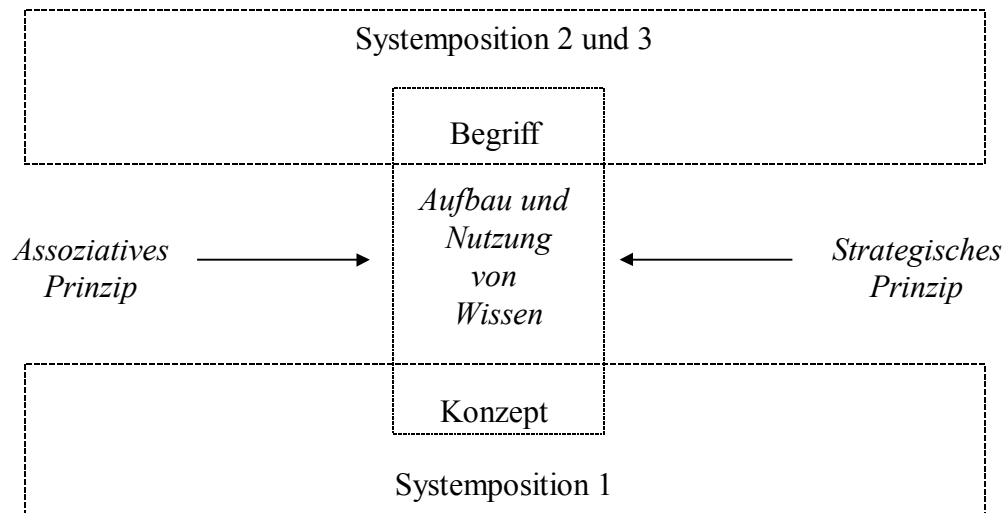 Systemposition 2 und 3
Begriff
Aufbau und
Nutzung
von
Wissen
Assoziatives
Prinzip
Strategisches
Prinzip
Konzept
Systemposition 1